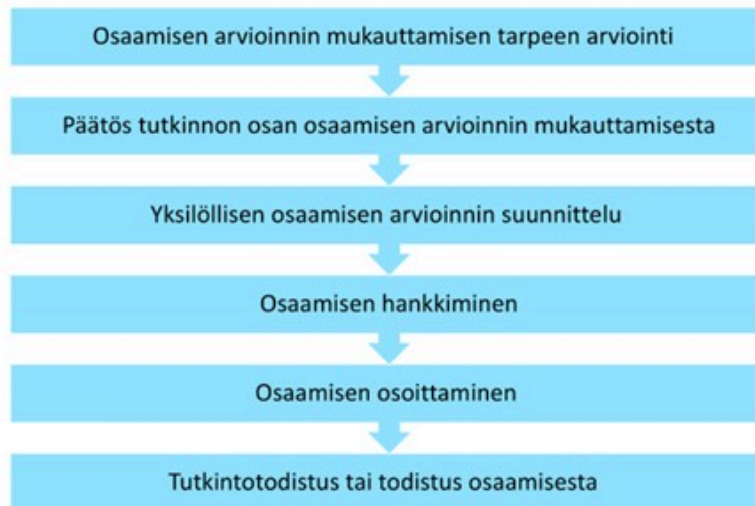 Osaamisen arvioinnin mukauttamisen tarpeen arviointi
Päätös tutkinnon osan osaamisen arvioinnin mukauttamisesta
Yksilöllisen osaamisen arvioinnin suunnittelu
Osaamisen hankkiminen
Osaamisen osoittaminen
Tutkintotodistus tai todistus osaamisesta